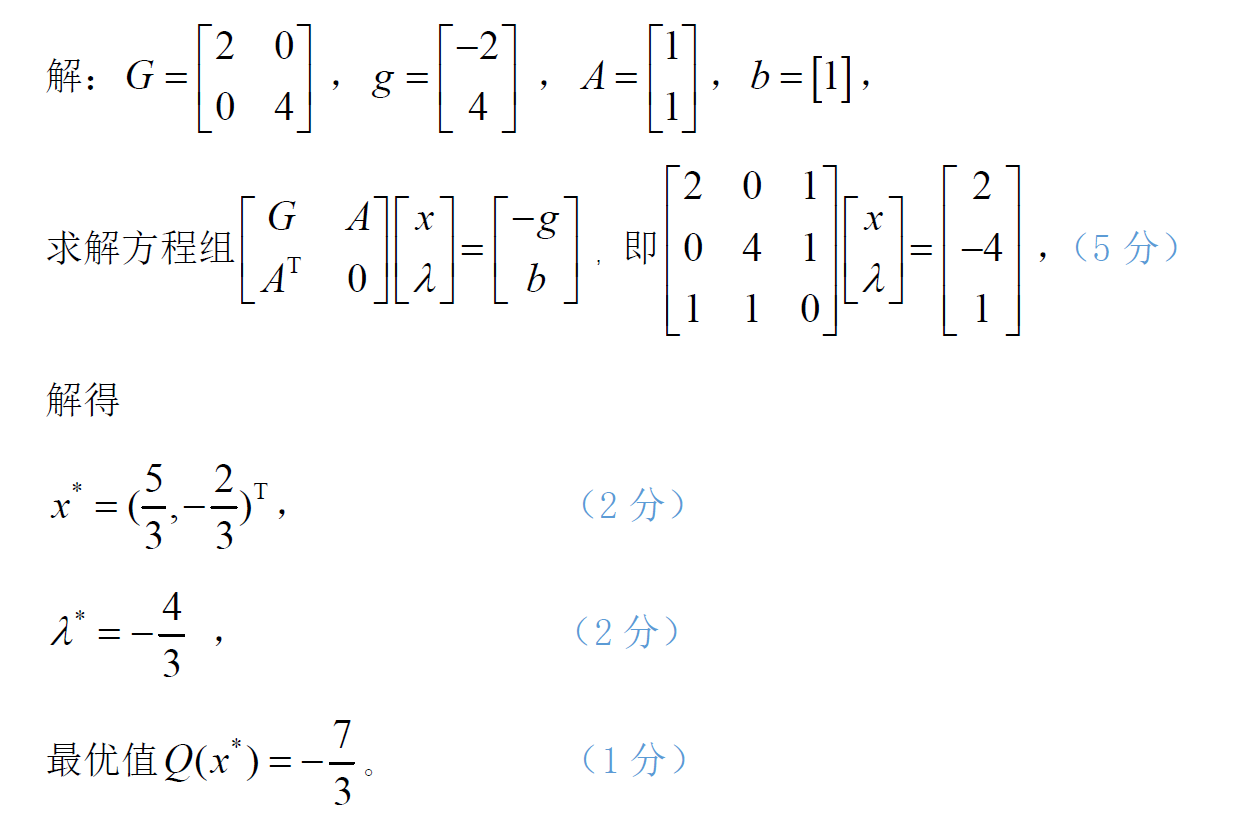 解：G = [2 0; 0 4]，g = [−2; 4]，A = [1; 1]，b = [1]，
求解方程组[G A; Aᵀ 0][x; λ] = [−g; b]，即[2 0 1; 0 4 1; 1 1 0][x; λ] = [2; −4; 1]，（5 分）
解得
x* = (5/3, −2/3)ᵀ，（2 分）
λ* = −4/3 ，（2 分）
最优值Q(x*) = −7/3。（1 分）